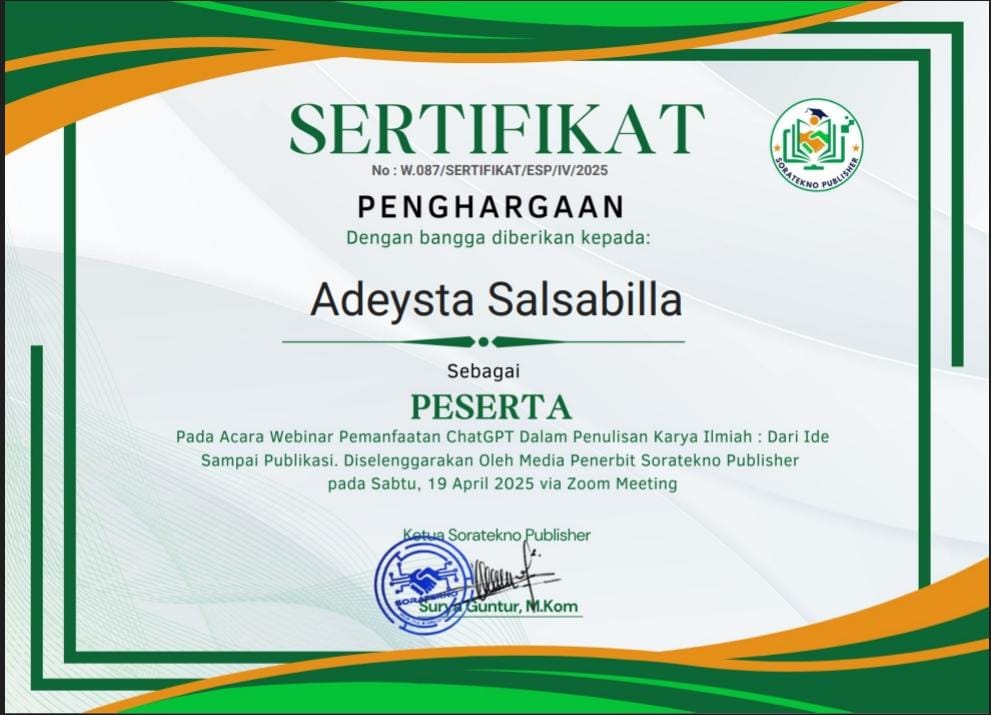 SERTIFIKAT
No : W.087/SERTIFIKAT/ESP/IV/2025
SORATEKNO PUBLISHER
PENGHARGAAN
Dengan bangga diberikan kepada:
Adeysta Salsabilla
Sebagai
PESERTA
Pada Acara Webinar Pemanfaatan ChatGPT Dalam Penulisan Karya Ilmiah : Dari Ide
Sampai Publikasi. Diselenggarakan Oleh Media Penerbit Soratekno Publisher
pada Sabtu, 19 April 2025 via Zoom Meeting
Ketua Soratekno Publisher
SORATEKNO
Surya Guntur, M.Kom